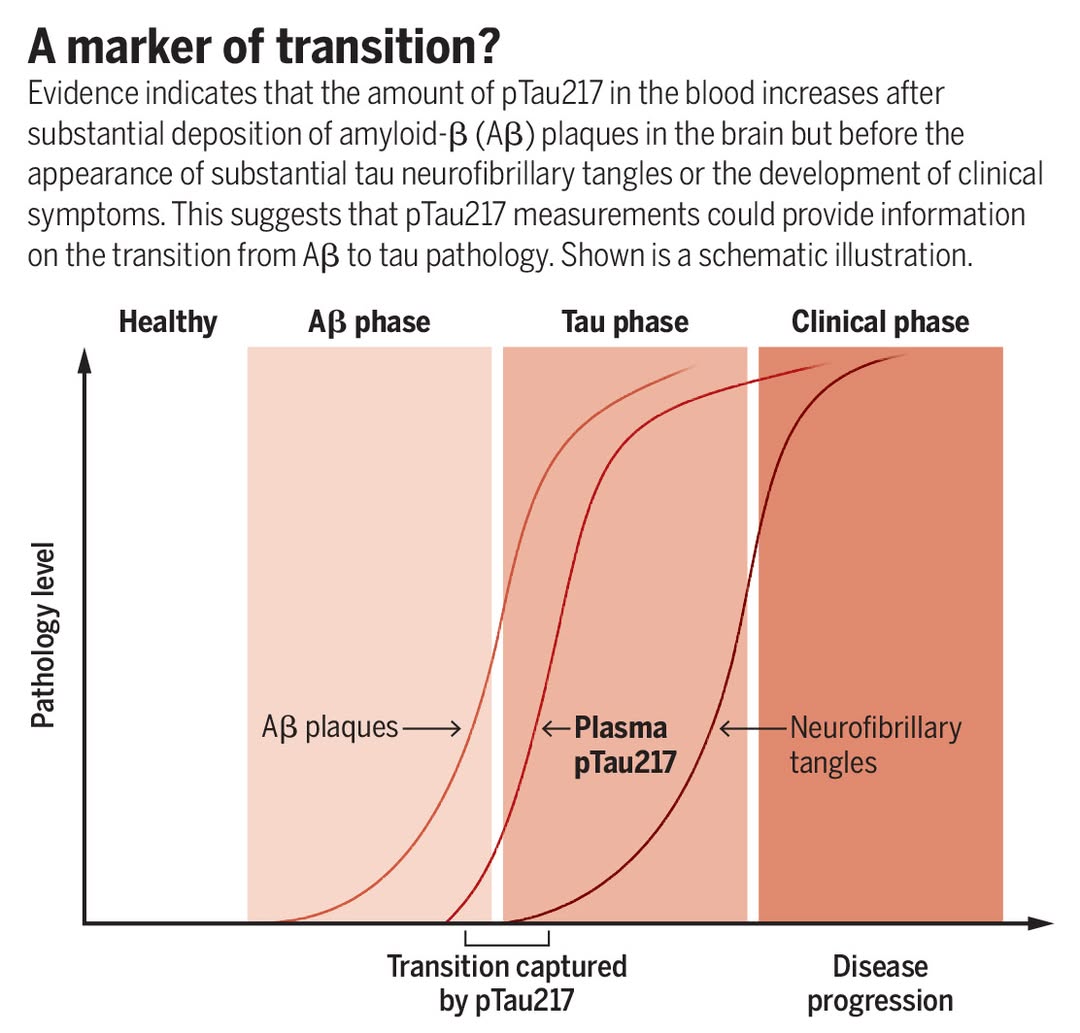 A marker of transition?
Evidence indicates that the amount of pTau217 in the blood increases after
substantial deposition of amyloid-β (Aβ) plaques in the brain but before the
appearance of substantial tau neurofibrillary tangles or the development of clinical
symptoms. This suggests that pTau217 measurements could provide information
on the transition from Aβ to tau pathology. Shown is a schematic illustration.
Healthy
Aβ phase
Tau phase
Clinical phase
Pathology level
Aβ plaques
Plasma
pTau217
Neurofibrillary
tangles
Transition captured
by pTau217
Disease
progression